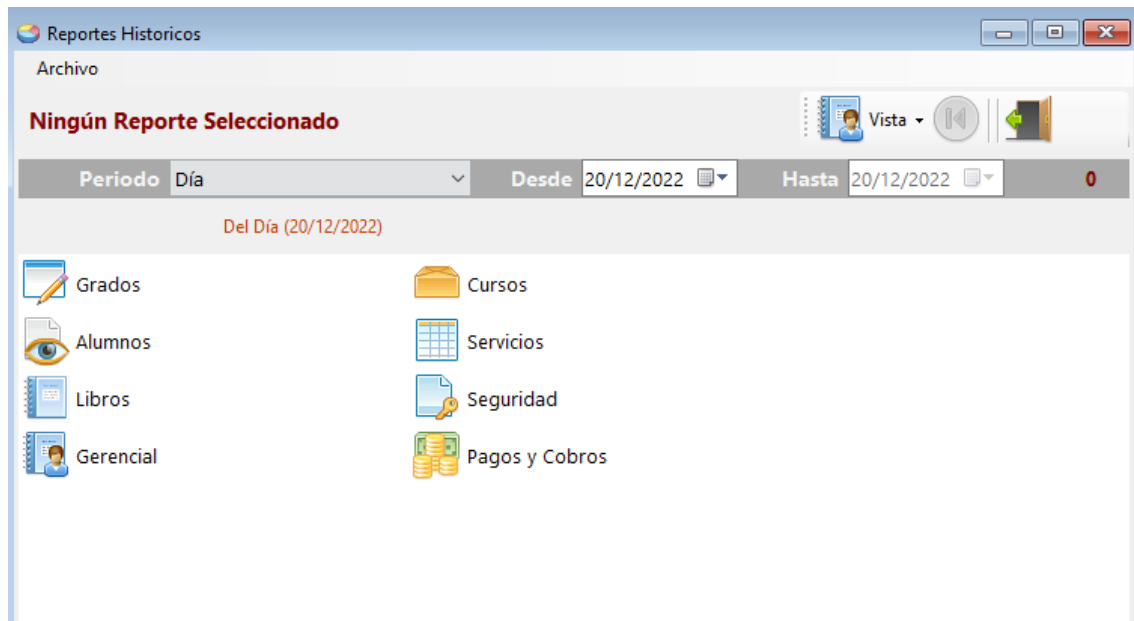 Reportes Historicos
Archivo
Ningún Reporte Seleccionado Vista
Periodo Día Desde 20/12/2022 Hasta 20/12/2022 0
Del Día (20/12/2022)
Grados Cursos
Alumnos Servicios
Libros Seguridad
Gerencial Pagos y Cobros